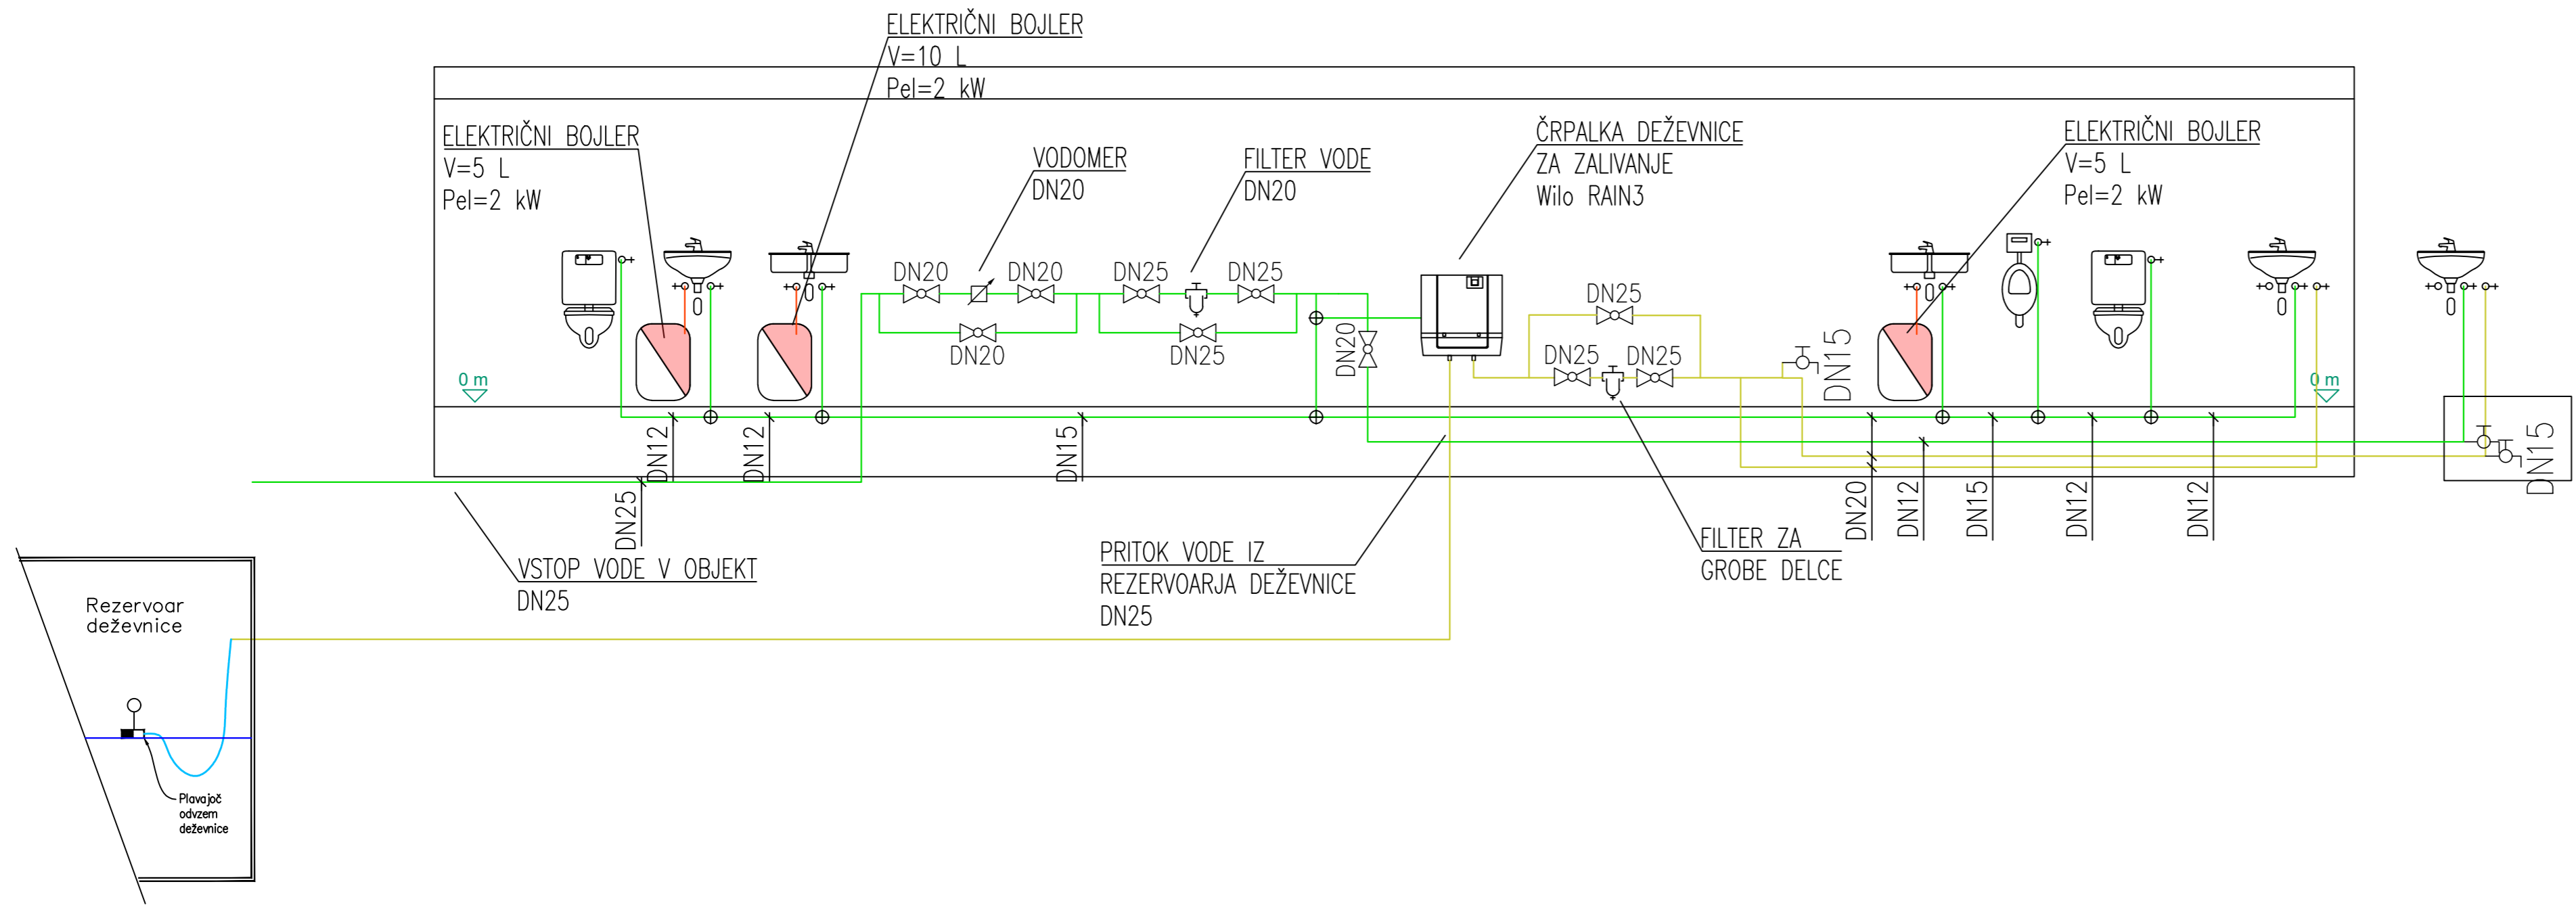 ELEKTRIČNI BOJLER
V=10 L
Pel=2 kW
ELEKTRIČNI BOJLER
V=5 L
Pel=2 kW
VODOMER
DN20
FILTER VODE
DN20
ČRPALKA DEŽEVNICE
ZA ZALIVANJE
Wilo RAIN3
ELEKTRIČNI BOJLER
V=5 L
Pel=2 kW
DN20
DN20
DN25
DN25
DN20
DN25
DN20
DN25
DN25
DN25
DN15
0 m
0 m
DN12
DN12
DN15
DN25
DN20
DN12
DN15
DN12
DN12
DN15
VSTOP VODE V OBJEKT
DN25
PRITOK VODE IZ
REZERVOARJA DEŽEVNICE
DN25
FILTER ZA
GROBE DELCE
Rezervoar
deževnice
Plavajoč
odvzem
deževnice